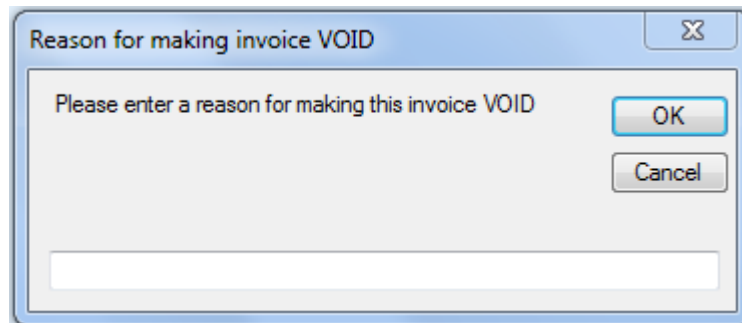 Reason for making invoice VOID
Please enter a reason for making this invoice VOID
OK
Cancel